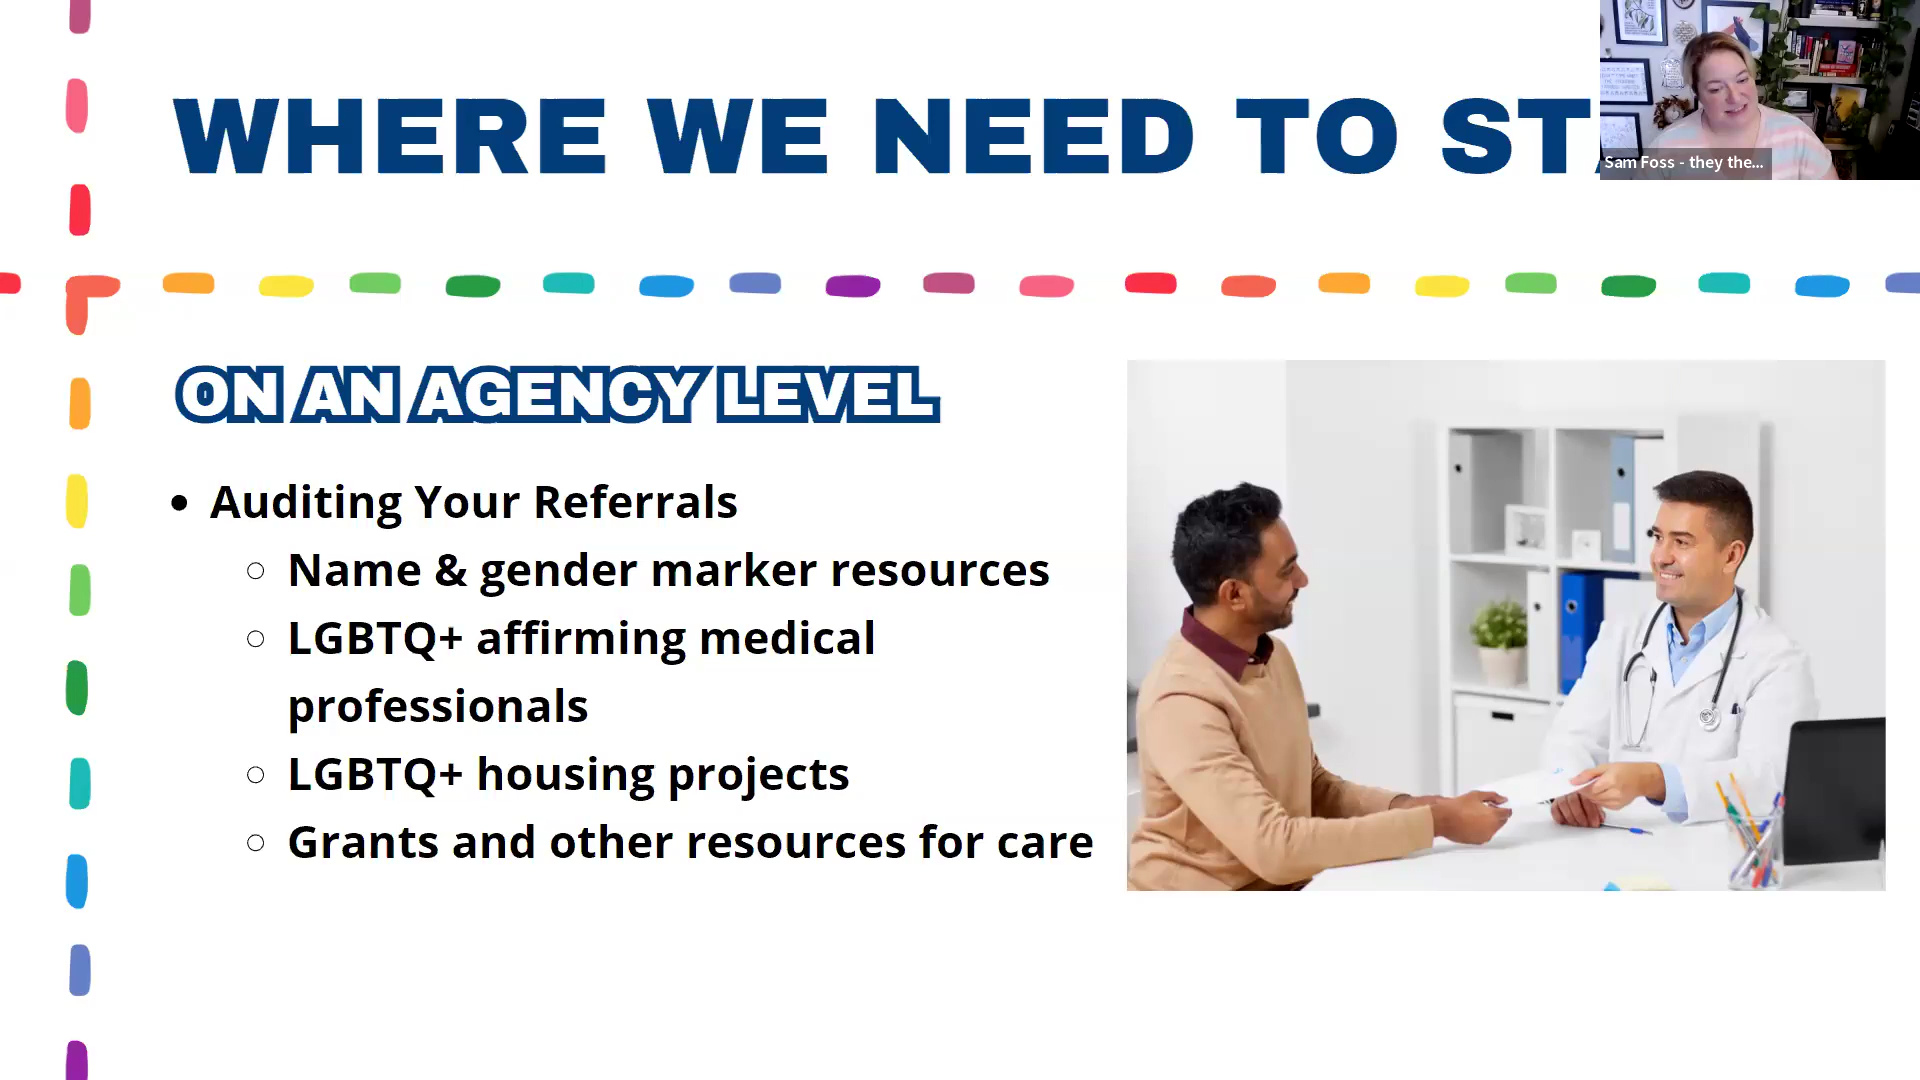 WHERE WE NEED TO ST
Sam Foss - they the...
ON AN AGENCY LEVEL
• Auditing Your Referrals
○ Name & gender marker resources
○ LGBTQ+ affirming medical
professionals
○ LGBTQ+ housing projects
○ Grants and other resources for care